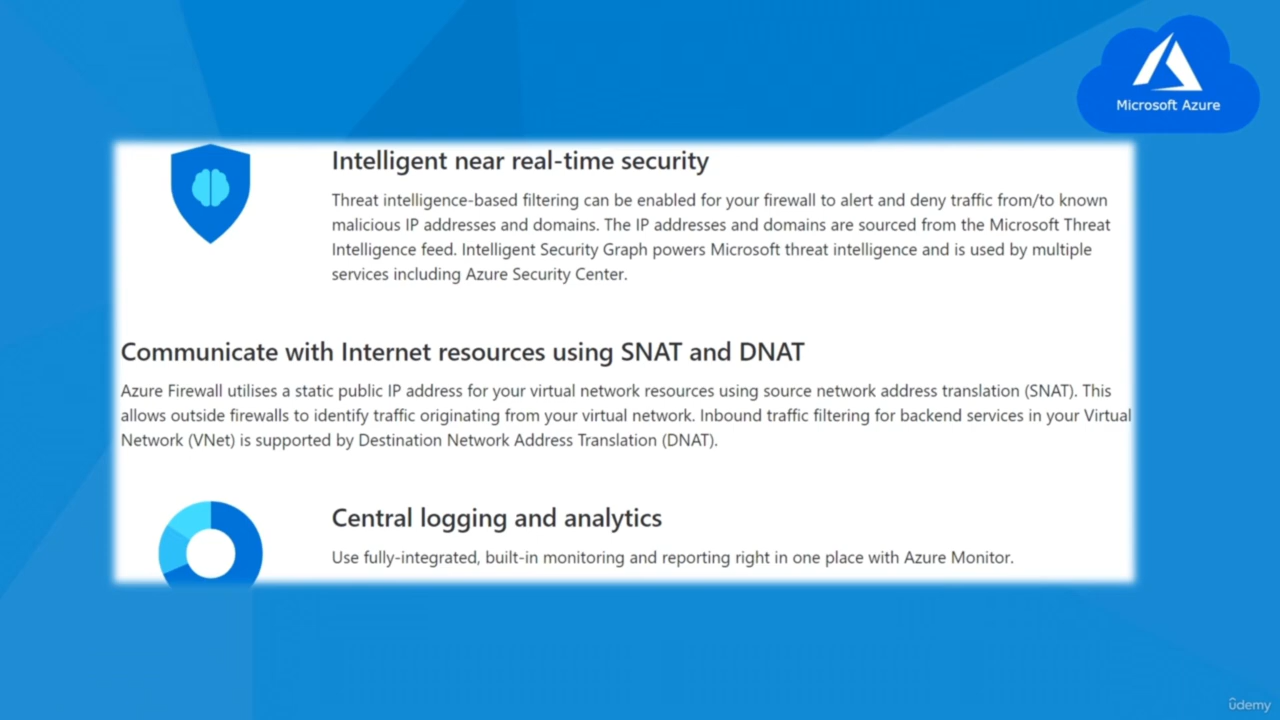 Microsoft Azure
Intelligent near real-time security
Threat intelligence-based filtering can be enabled for your firewall to alert and deny traffic from/to known
malicious IP addresses and domains. The IP addresses and domains are sourced from the Microsoft Threat
Intelligence feed. Intelligent Security Graph powers Microsoft threat intelligence and is used by multiple
services including Azure Security Center.
Communicate with Internet resources using SNAT and DNAT
Azure Firewall utilises a static public IP address for your virtual network resources using source network address translation (SNAT). This
allows outside firewalls to identify traffic originating from your virtual network. Inbound traffic filtering for backend services in your Virtual
Network (VNet) is supported by Destination Network Address Translation (DNAT).
Central logging and analytics
Use fully-integrated, built-in monitoring and reporting right in one place with Azure Monitor.
ûdemy